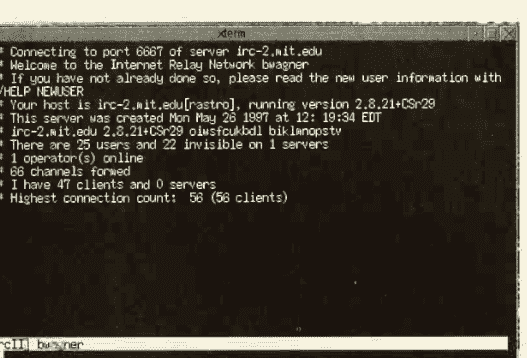 xterm
* Connecting to port 6667 of server irc-2.mit.edu
* Welcome to the Internet Relay Network bwagner
* If you have not already done so, please read the new user information with
/HELP NEWUSER
* Your host is irc-2.mit.edu[rastro], running version 2.8.21+CSr29
* This server was created Mon May 26 1997 at 12: 19:34 EDT
* irc-2.mit.edu 2.8.21+CSr29 oiwsfcukbdl biklmnopstv
* There are 25 users and 22 invisible on 1 servers
* 1 operator(s) online
* 66 channels formed
* I have 47 clients and 0 servers
* Highest connection count:  56 (56 clients)
rcII] bwagner